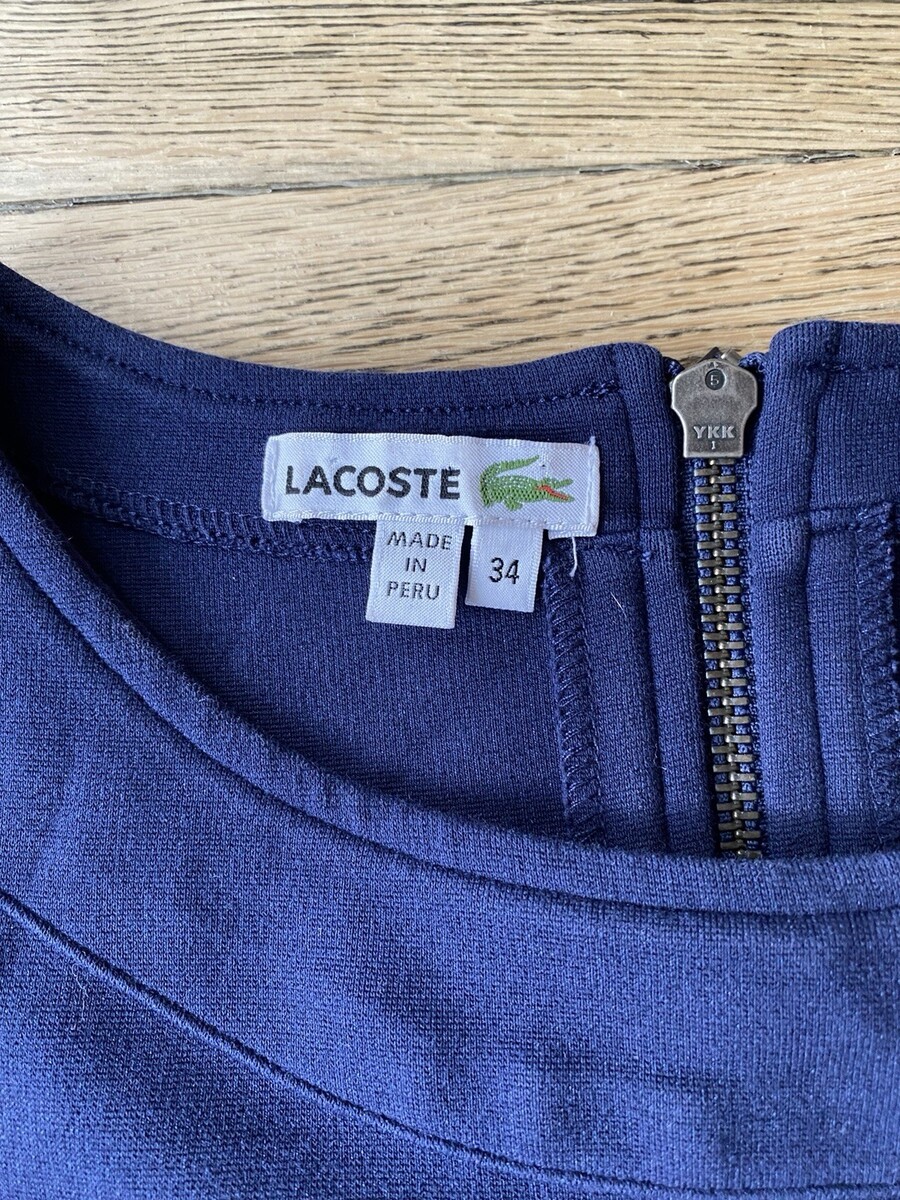 5
YKK
I
LACOSTE
MADE
IN
PERU
34